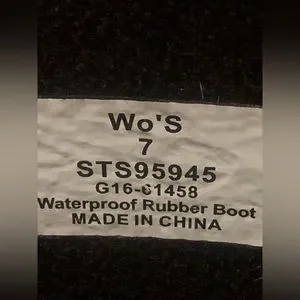 Wo'S
7
STS95945
G16-61458
Waterproof Rubber Boot
MADE IN CHINA